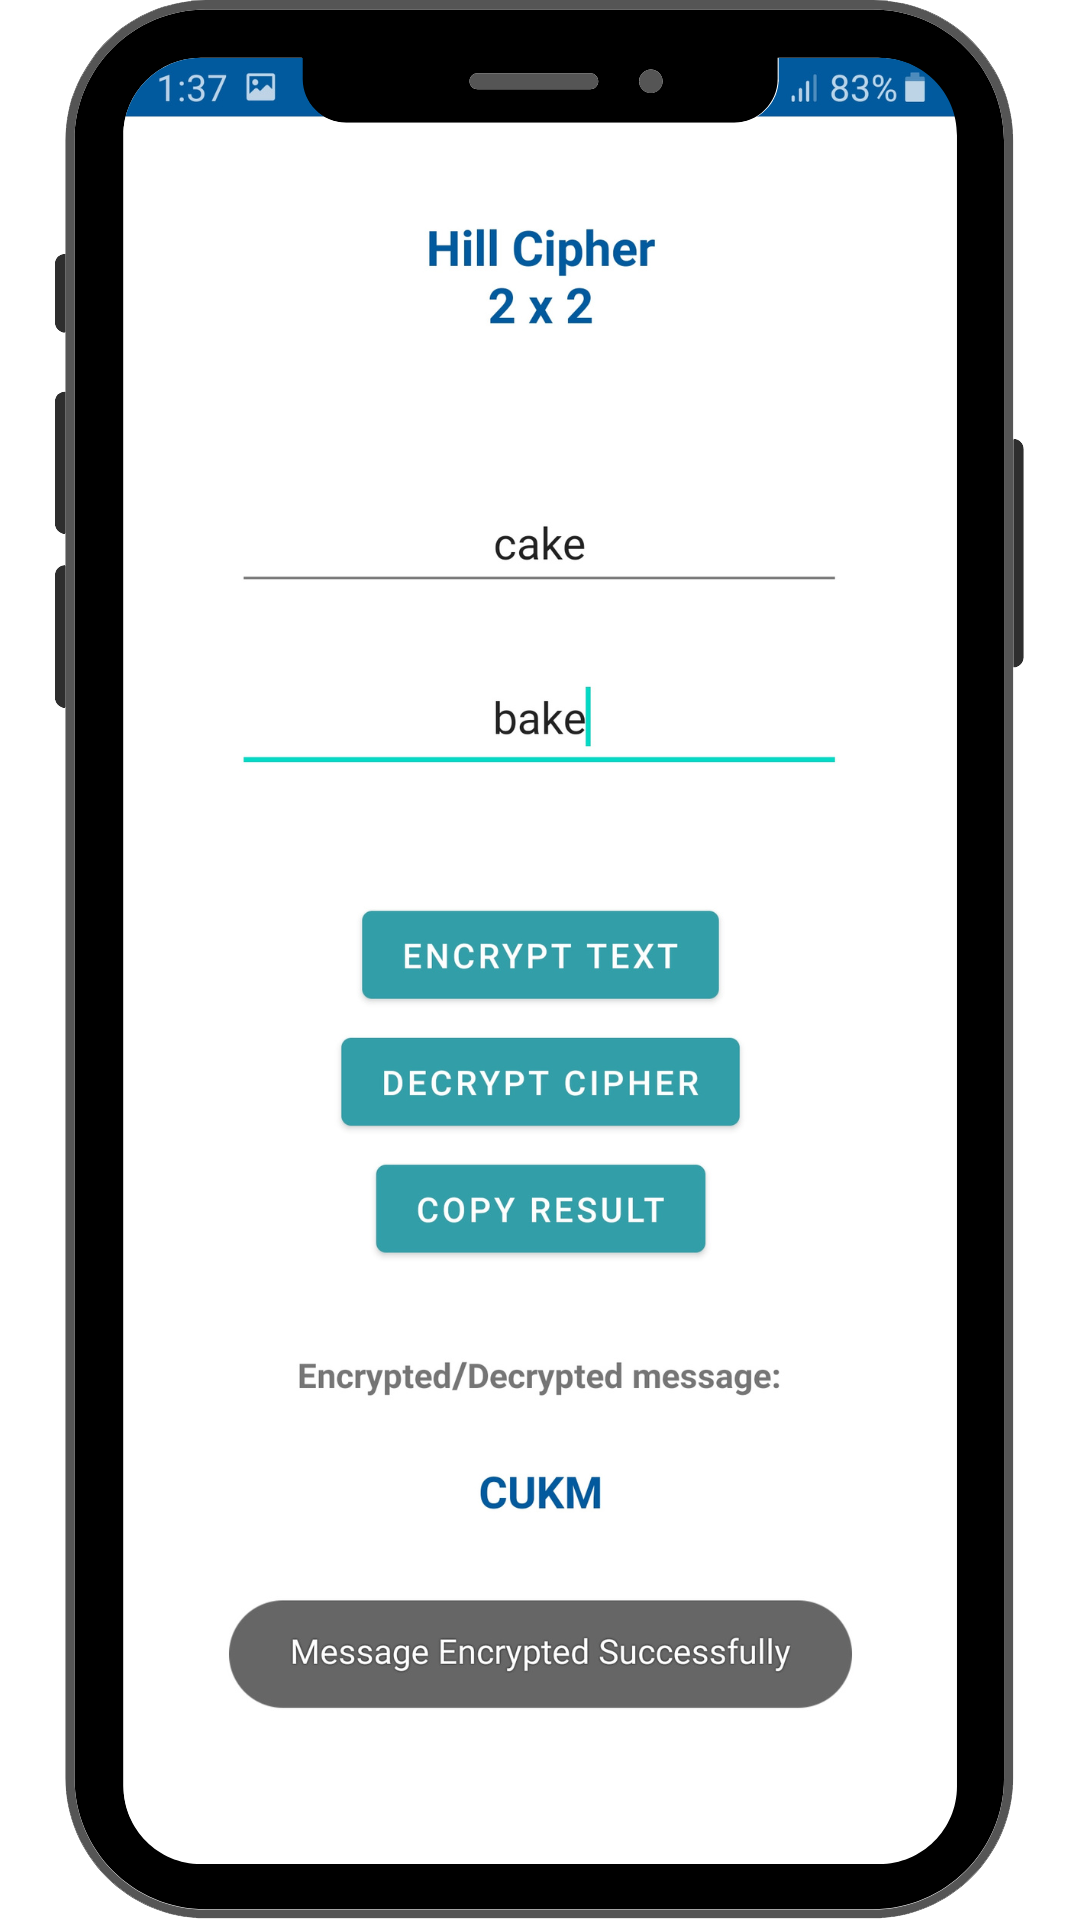 1:37 83%
Hill Cipher
2 x 2
cake
bake
ENCRYPT TEXT
DECRYPT CIPHER
COPY RESULT
Encrypted/Decrypted message:
CUKM
Message Encrypted Successfully